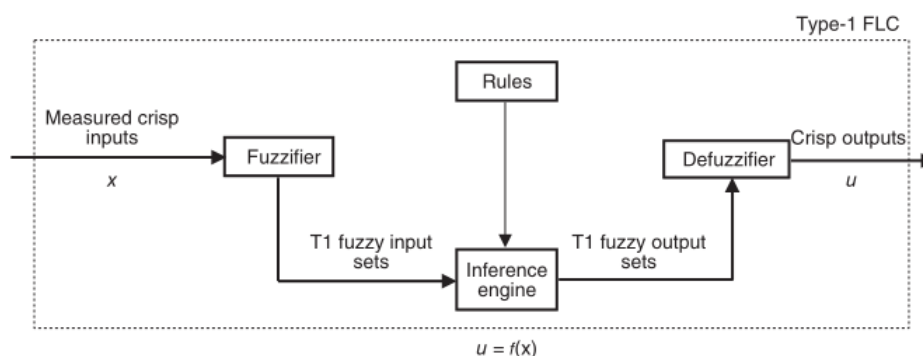 Type-1 FLC
Rules
Measured crisp
inputs
x
Fuzzifier
Defuzzifier
Crisp outputs
u
T1 fuzzy input
sets
Inference
engine
T1 fuzzy output
sets
u = f(x)